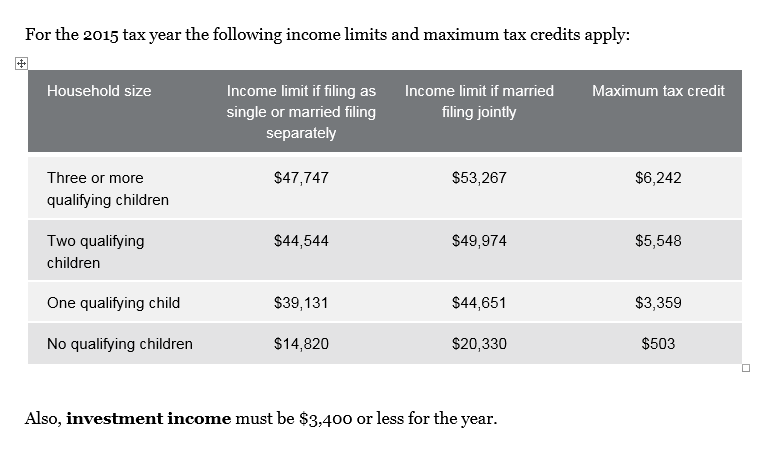 For the 2015 tax year the following income limits and maximum tax credits apply:
Household size
Income limit if filing as
single or married filing
separately
Income limit if married
filing jointly
Maximum tax credit
Three or more
qualifying children
$47,747
$53,267
$6,242
Two qualifying
children
$44,544
$49,974
$5,548
One qualifying child
$39,131
$44,651
$3,359
No qualifying children
$14,820
$20,330
$503
Also, investment income must be $3,400 or less for the year.